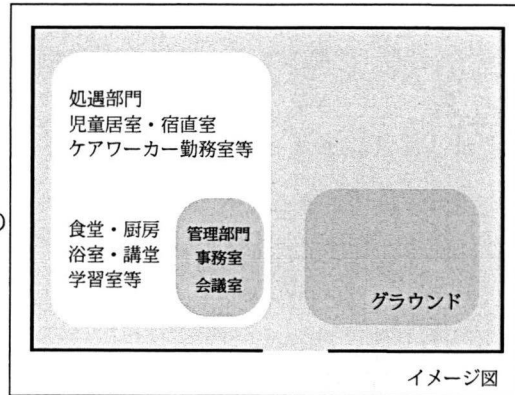 処遇部門
児童居室・宿直室
ケアワーカー勤務室等
食堂・厨房
浴室・講堂
学習室等
管理部門
事務室
会議室
グラウンド
イメージ図